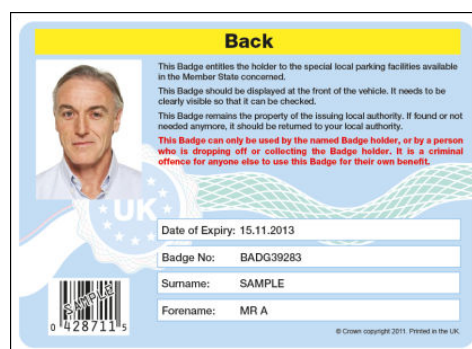 Back
This Badge entitles the holder to the special local parking facilities available
in the Member State concerned.
This Badge should be displayed at the front of the vehicle. It needs to be
clearly visible so that it can be checked.
This Badge remains the property of the issuing local authority. If found or not
needed anymore, it should be returned to your local authority.
This Badge can only be used by the named Badge holder, or by a person
who is dropping off or collecting the Badge holder. It is a criminal
offence for anyone else to use this Badge for their own benefit.
UK
Date of Expiry: 15.11.2013
Badge No: BADG39283
Surname: SAMPLE
Forename: MR A
SAMPLE
0 428711 5
© Crown copyright 2011. Printed in the UK.